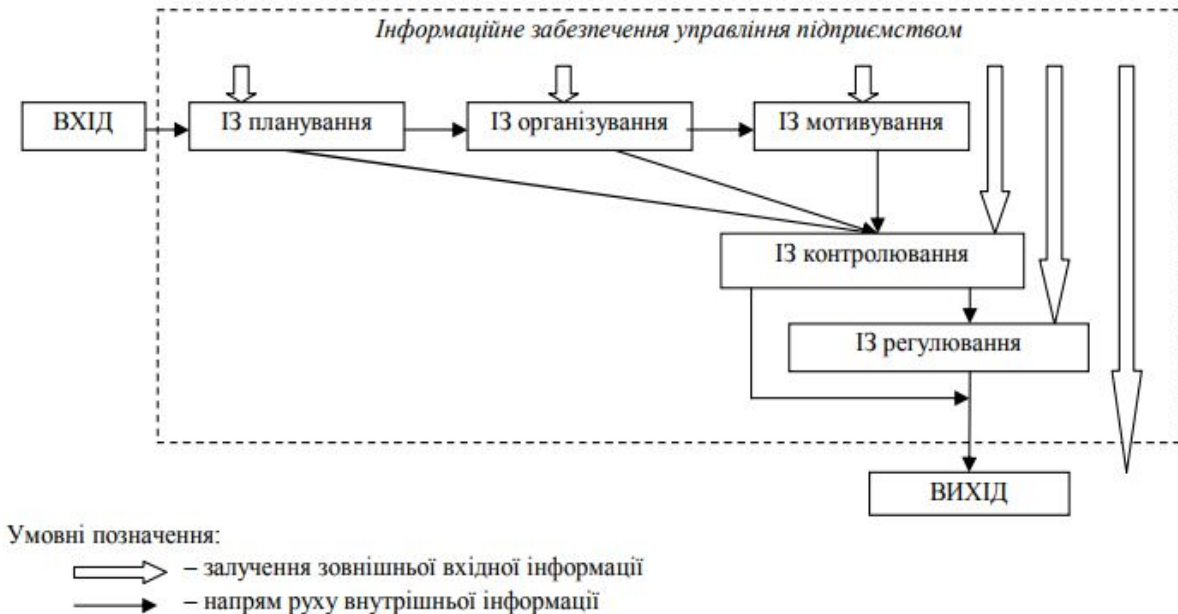 Інформаційне забезпечення управління підприємством
ВХІД
ІЗ планування
ІЗ організування
ІЗ мотивування
ІЗ контролювання
ІЗ регулювання
ВИХІД
Умовні позначення:
– залучення зовнішньої вхідної інформації
– напрям руху внутрішньої інформації